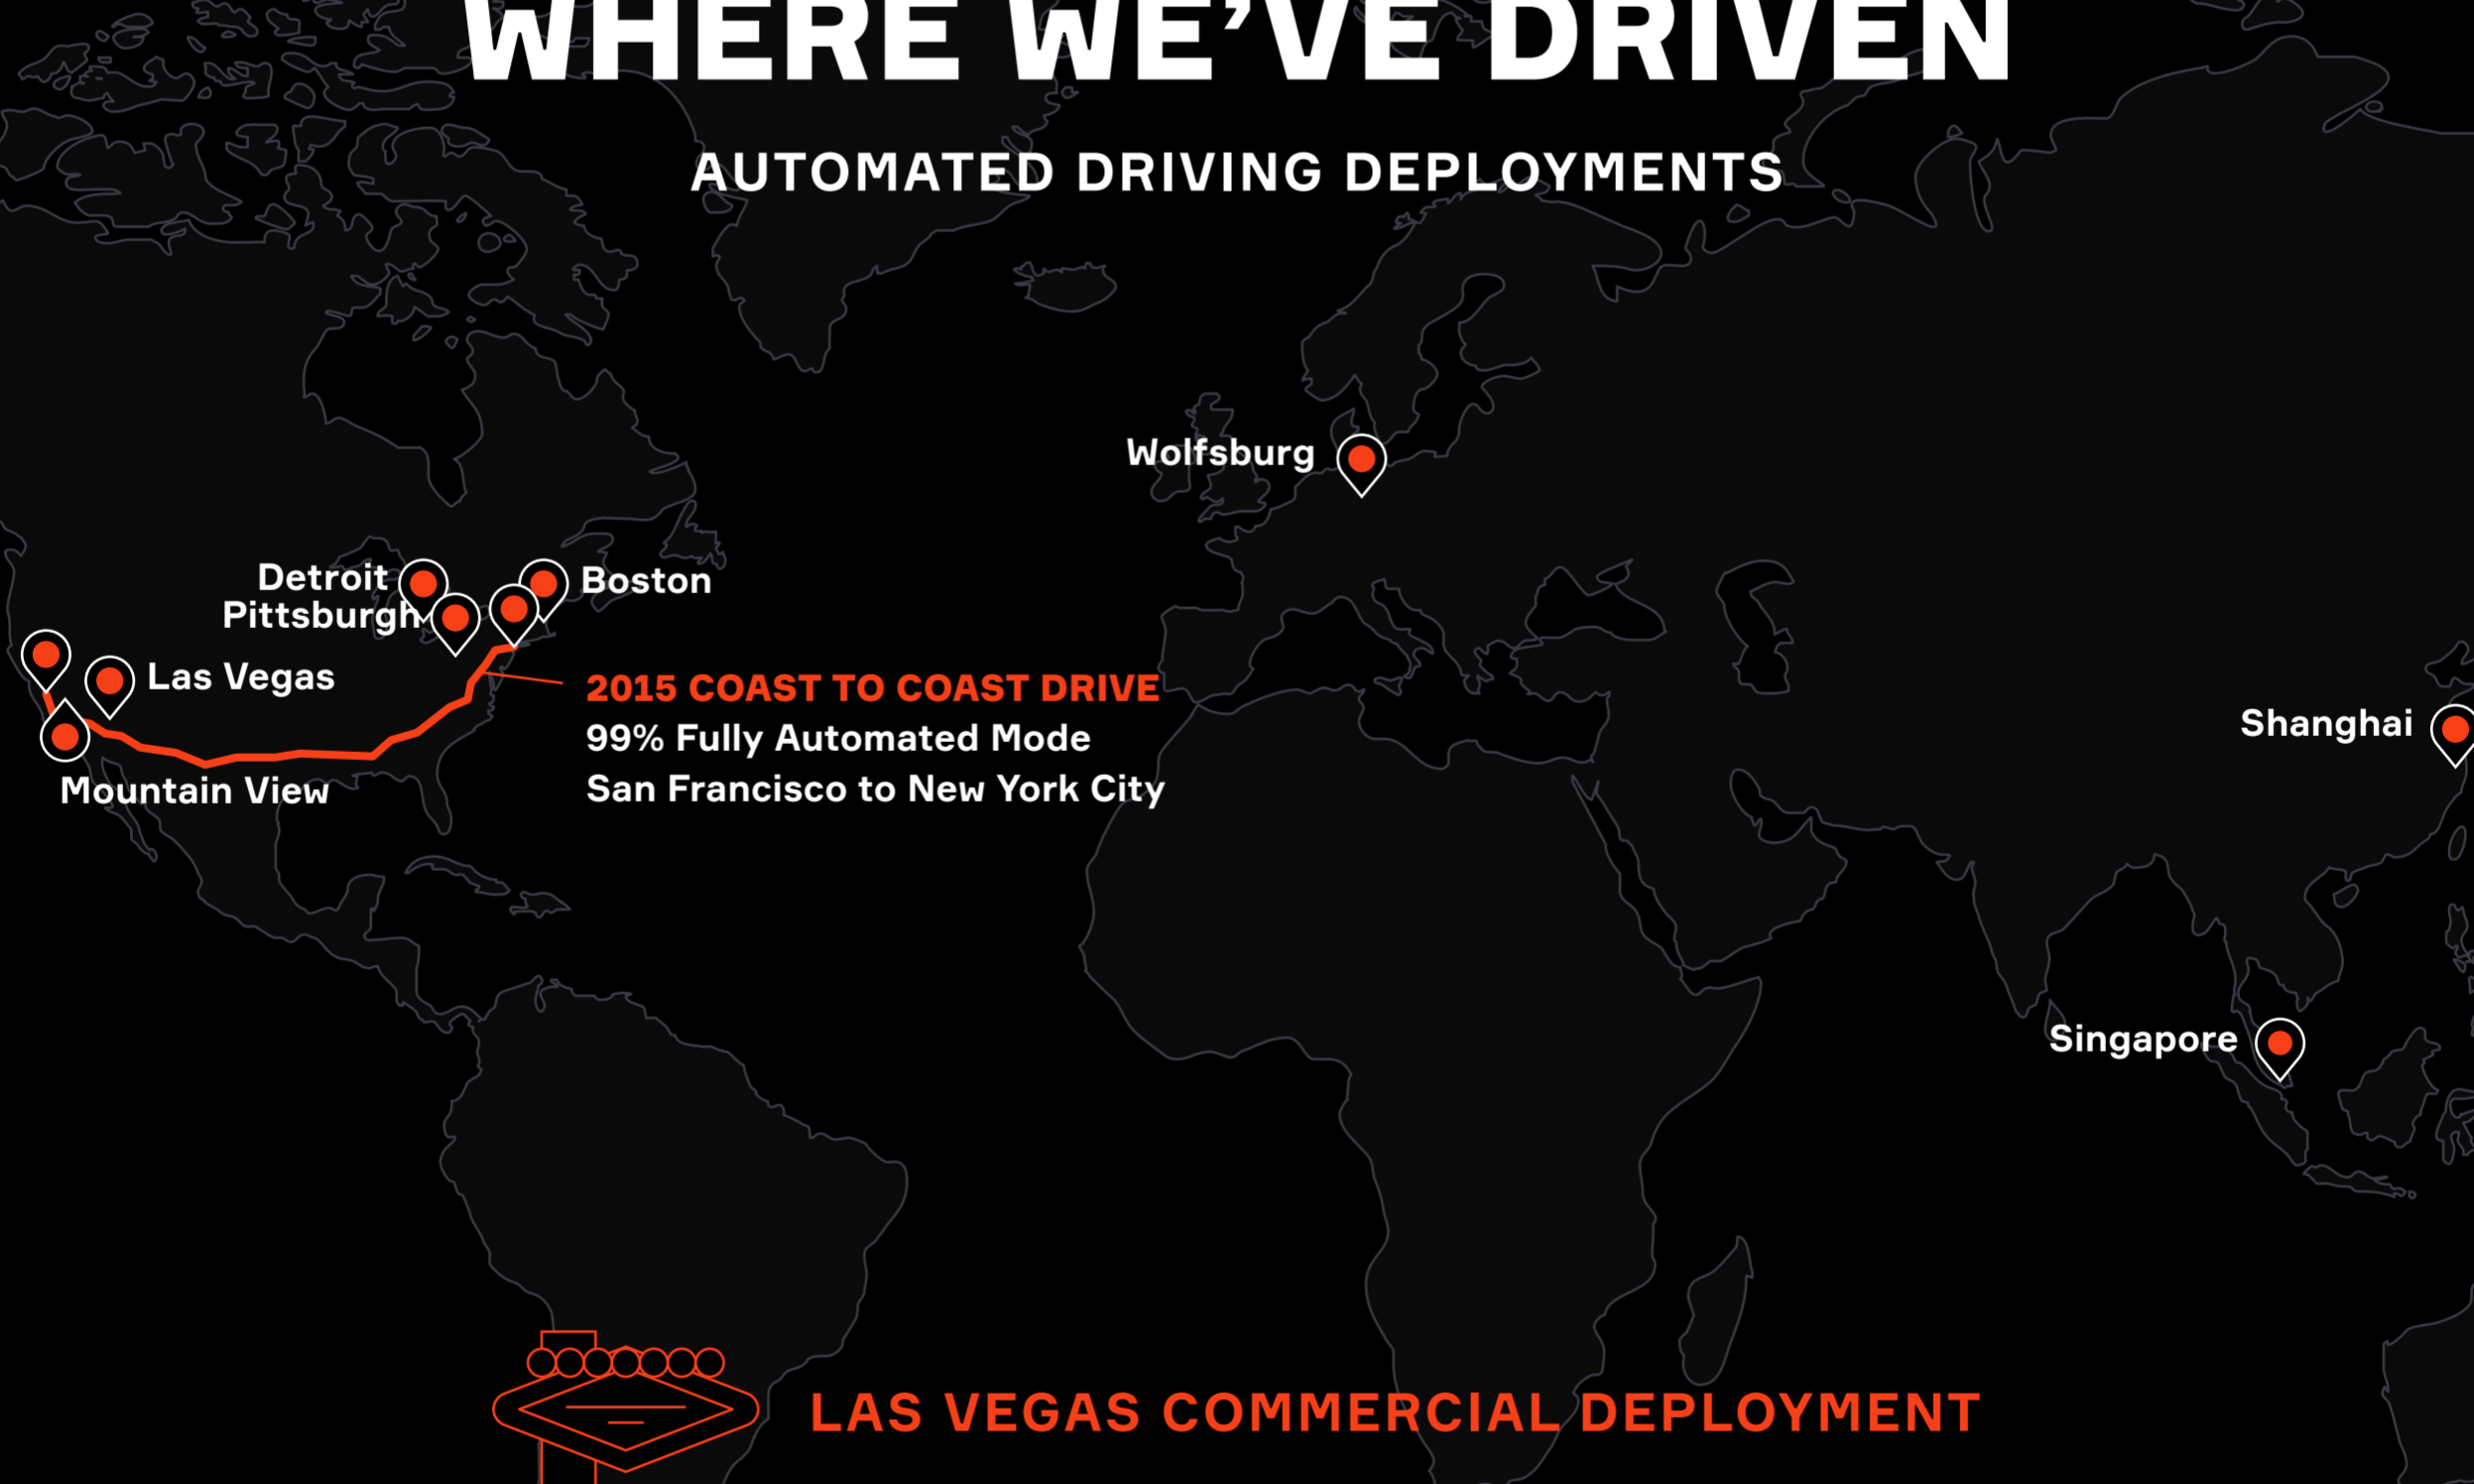 WHERE WE’VE DRIVEN
AUTOMATED DRIVING DEPLOYMENTS
Wolfsburg
Detroit
Boston
Pittsburgh
Las Vegas
2015 COAST TO COAST DRIVE
99% Fully Automated Mode
San Francisco to New York City
Mountain View
Shanghai
Singapore
LAS VEGAS COMMERCIAL DEPLOYMENT